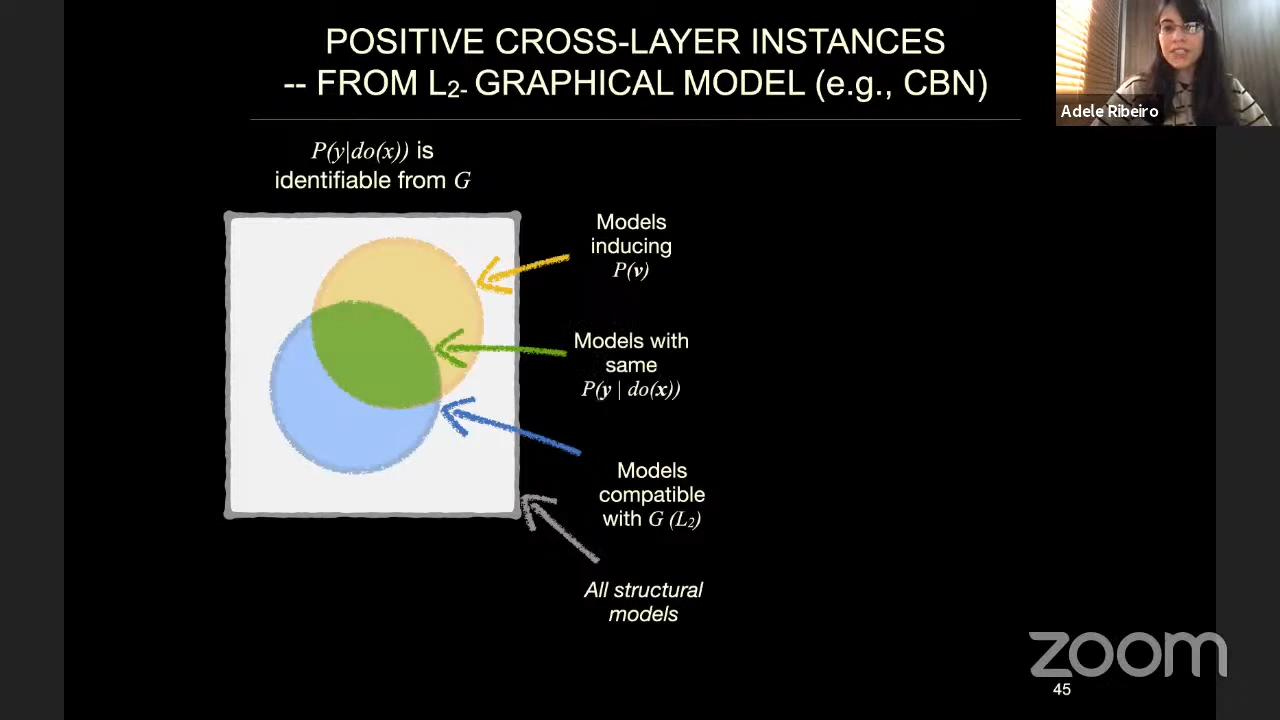 POSITIVE CROSS-LAYER INSTANCES
-- FROM L2- GRAPHICAL MODEL (e.g., CBN)
Adele Ribeiro
P(y|do(x)) is
identifiable from G
Models
inducing
P(v)
Models with
same
P(y | do(x))
Models
compatible
with G (L2)
All structural
models
zoom
45